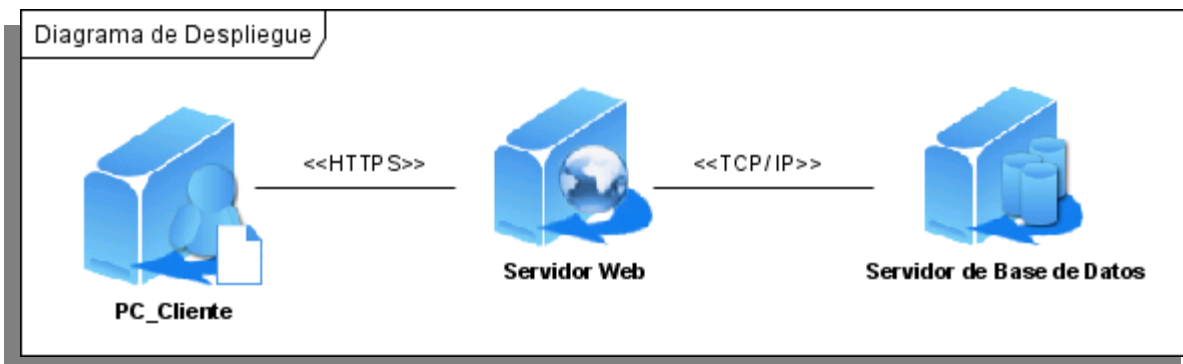 Diagrama de Despliegue
<<HTTPS>>
<<TCP/IP>>
Servidor Web
Servidor de Base de Datos
PC_Cliente